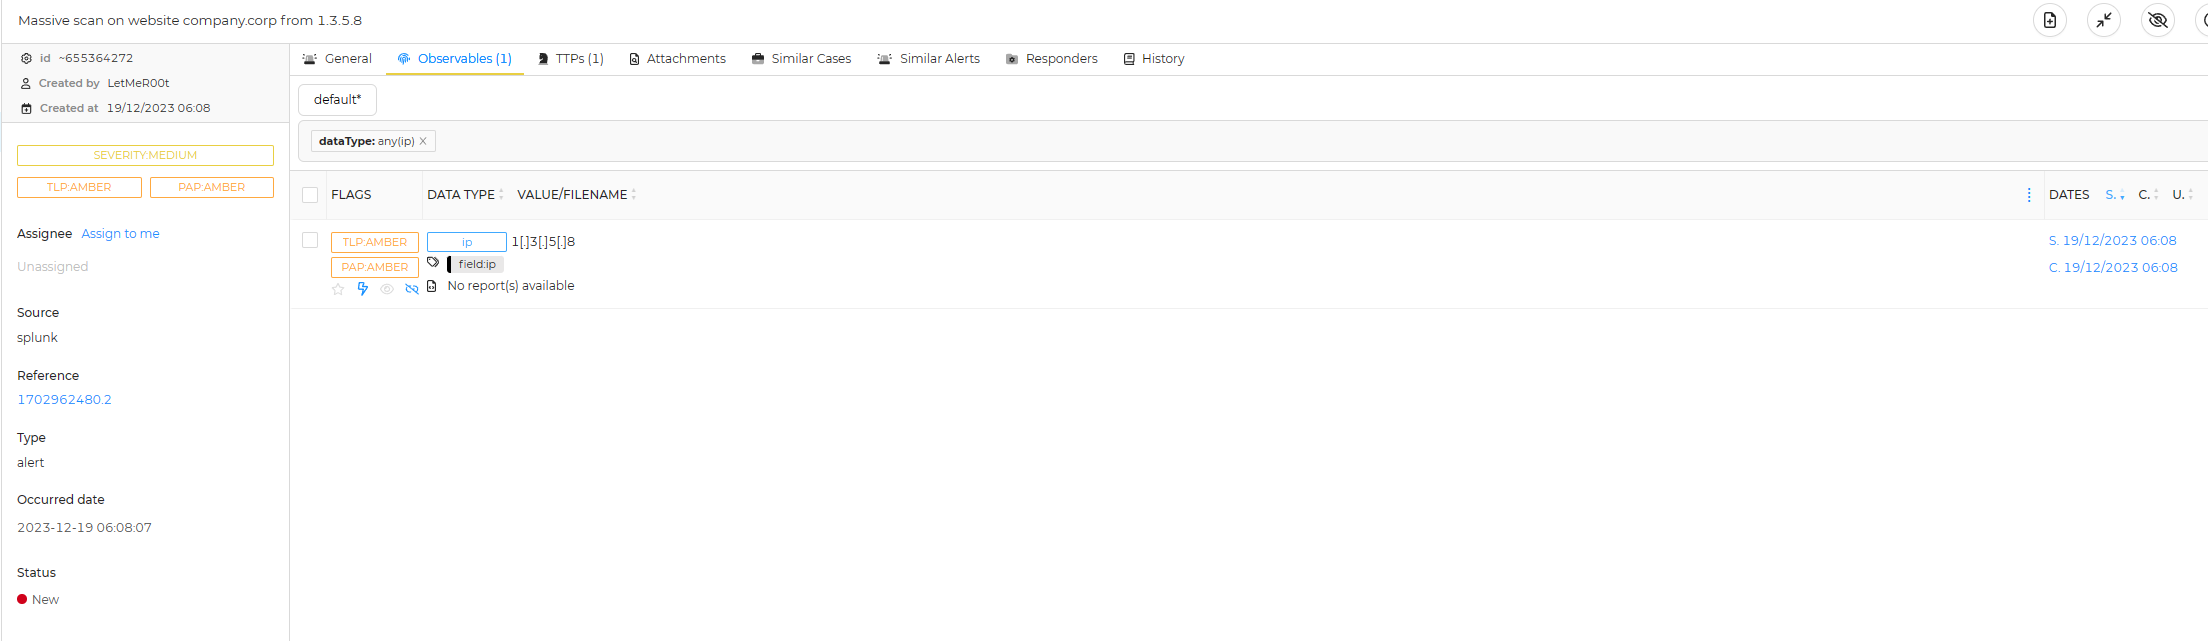 Massive scan on website company.corp from 1.3.5.8
id ~655364272
Created by LetMeR00t
Created at 19/12/2023 06:08
SEVERITY:MEDIUM
TLP:AMBER PAP:AMBER
Assignee Assign to me
Unassigned
Source
splunk
Reference
1702962480.2
Type
alert
Occurred date
2023-12-19 06:08:07
Status
New
General Observables (1) TTPs (1) Attachments Similar Cases Similar Alerts Responders History
default*
dataType: any(ip) X
FLAGS DATA TYPE VALUE/FILENAME DATES S. C. U.
TLP:AMBER ip 1[.]3[.]5[.]8 S. 19/12/2023 06:08
PAP:AMBER field:ip C. 19/12/2023 06:08
No report(s) available